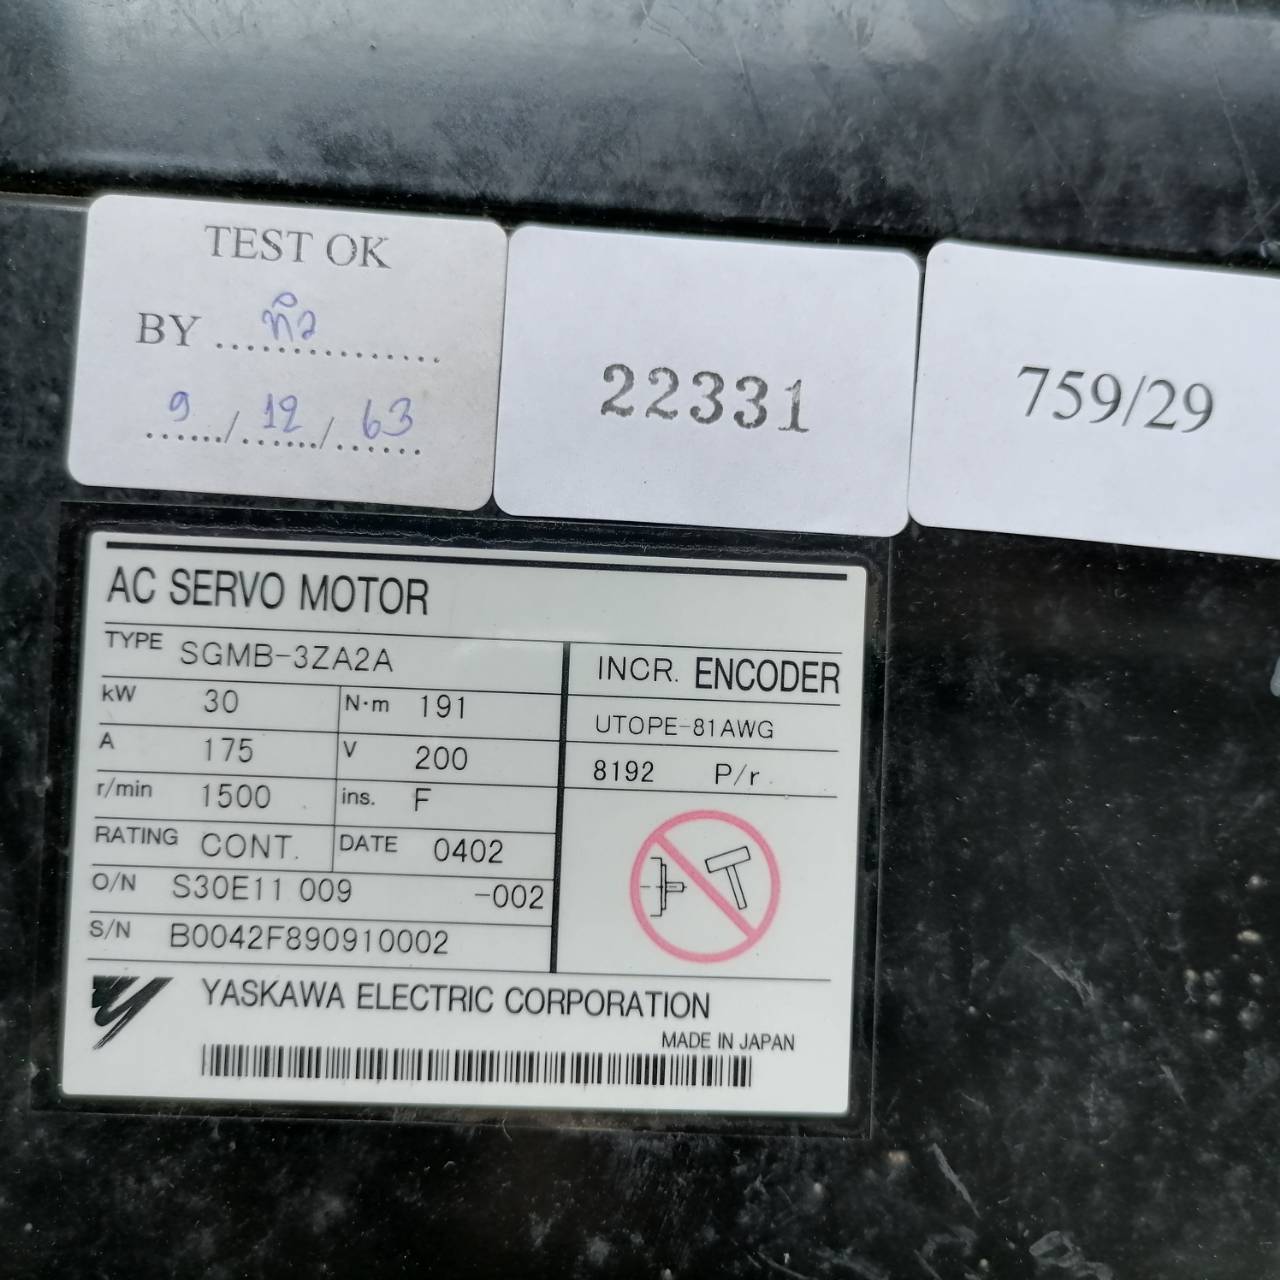 TEST OK
BY ทิว
9 / 12 / 63
22331
759/29
AC SERVO MOTOR
TYPE SGMB-3ZA2A
kW 30 N·m 191
A 175 V 200
r/min 1500 ins. F
RATING CONT. DATE 0402
O/N S30E11 009 -002
S/N B0042F890910002
INCR. ENCODER
UTOPE-81AWG
8192 P/r
YASKAWA ELECTRIC CORPORATION
MADE IN JAPAN